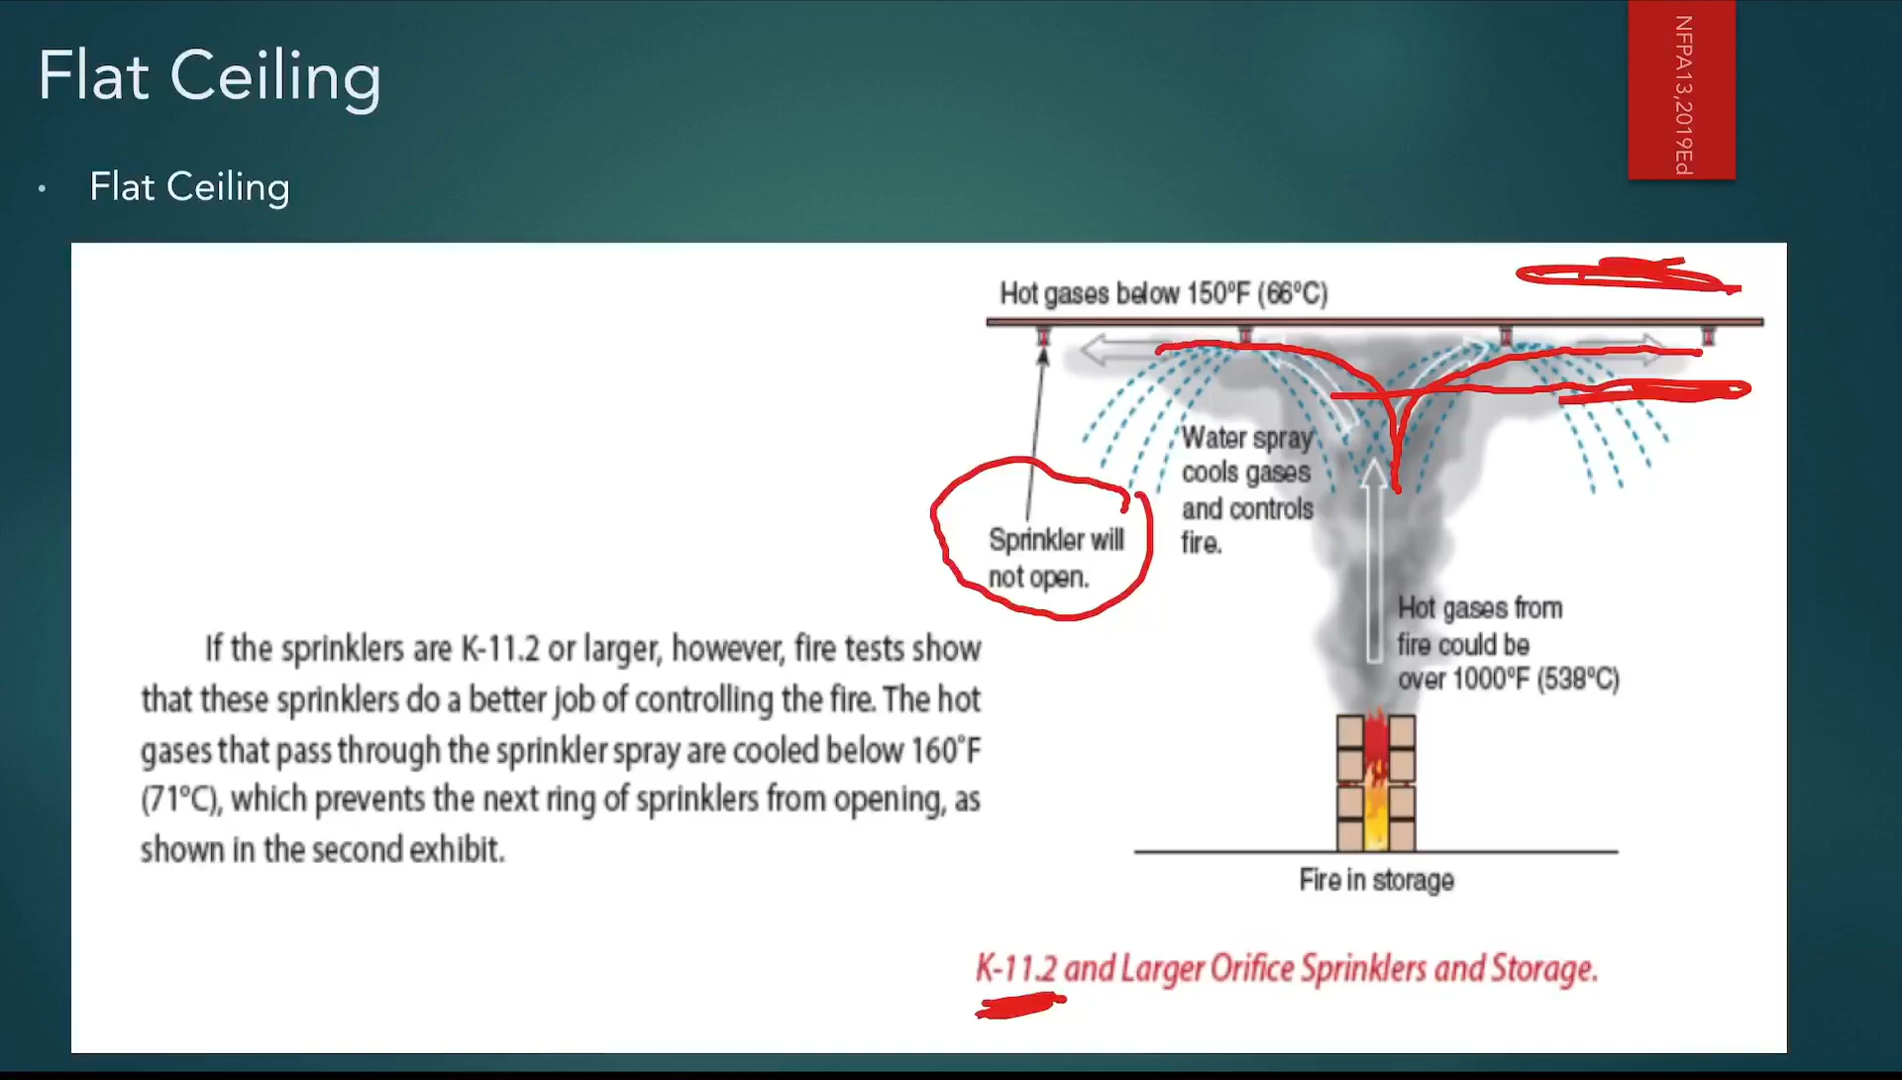 Flat Ceiling
NFPA13,2019Ed
• Flat Ceiling
Hot gases below 150°F (66°C)
Water spray
cools gases
and controls
fire.
Sprinkler will
not open.
Hot gases from
fire could be
over 1000°F (538°C)
If the sprinklers are K-11.2 or larger, however, fire tests show
that these sprinklers do a better job of controlling the fire. The hot
gases that pass through the sprinkler spray are cooled below 160°F
(71°C), which prevents the next ring of sprinklers from opening, as
shown in the second exhibit.
Fire in storage
K-11.2 and Larger Orifice Sprinklers and Storage.